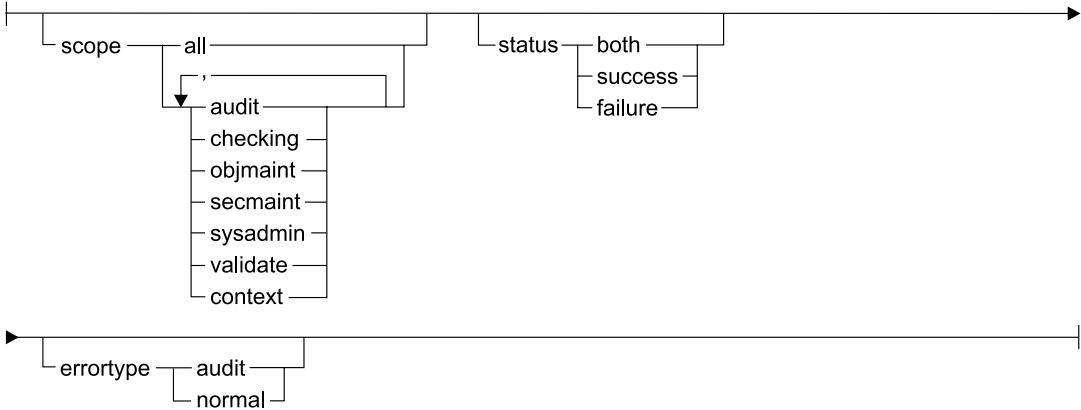 scope all status both
, success
audit failure
checking
objmaint
secmaint
sysadmin
validate
context
errortype audit
normal